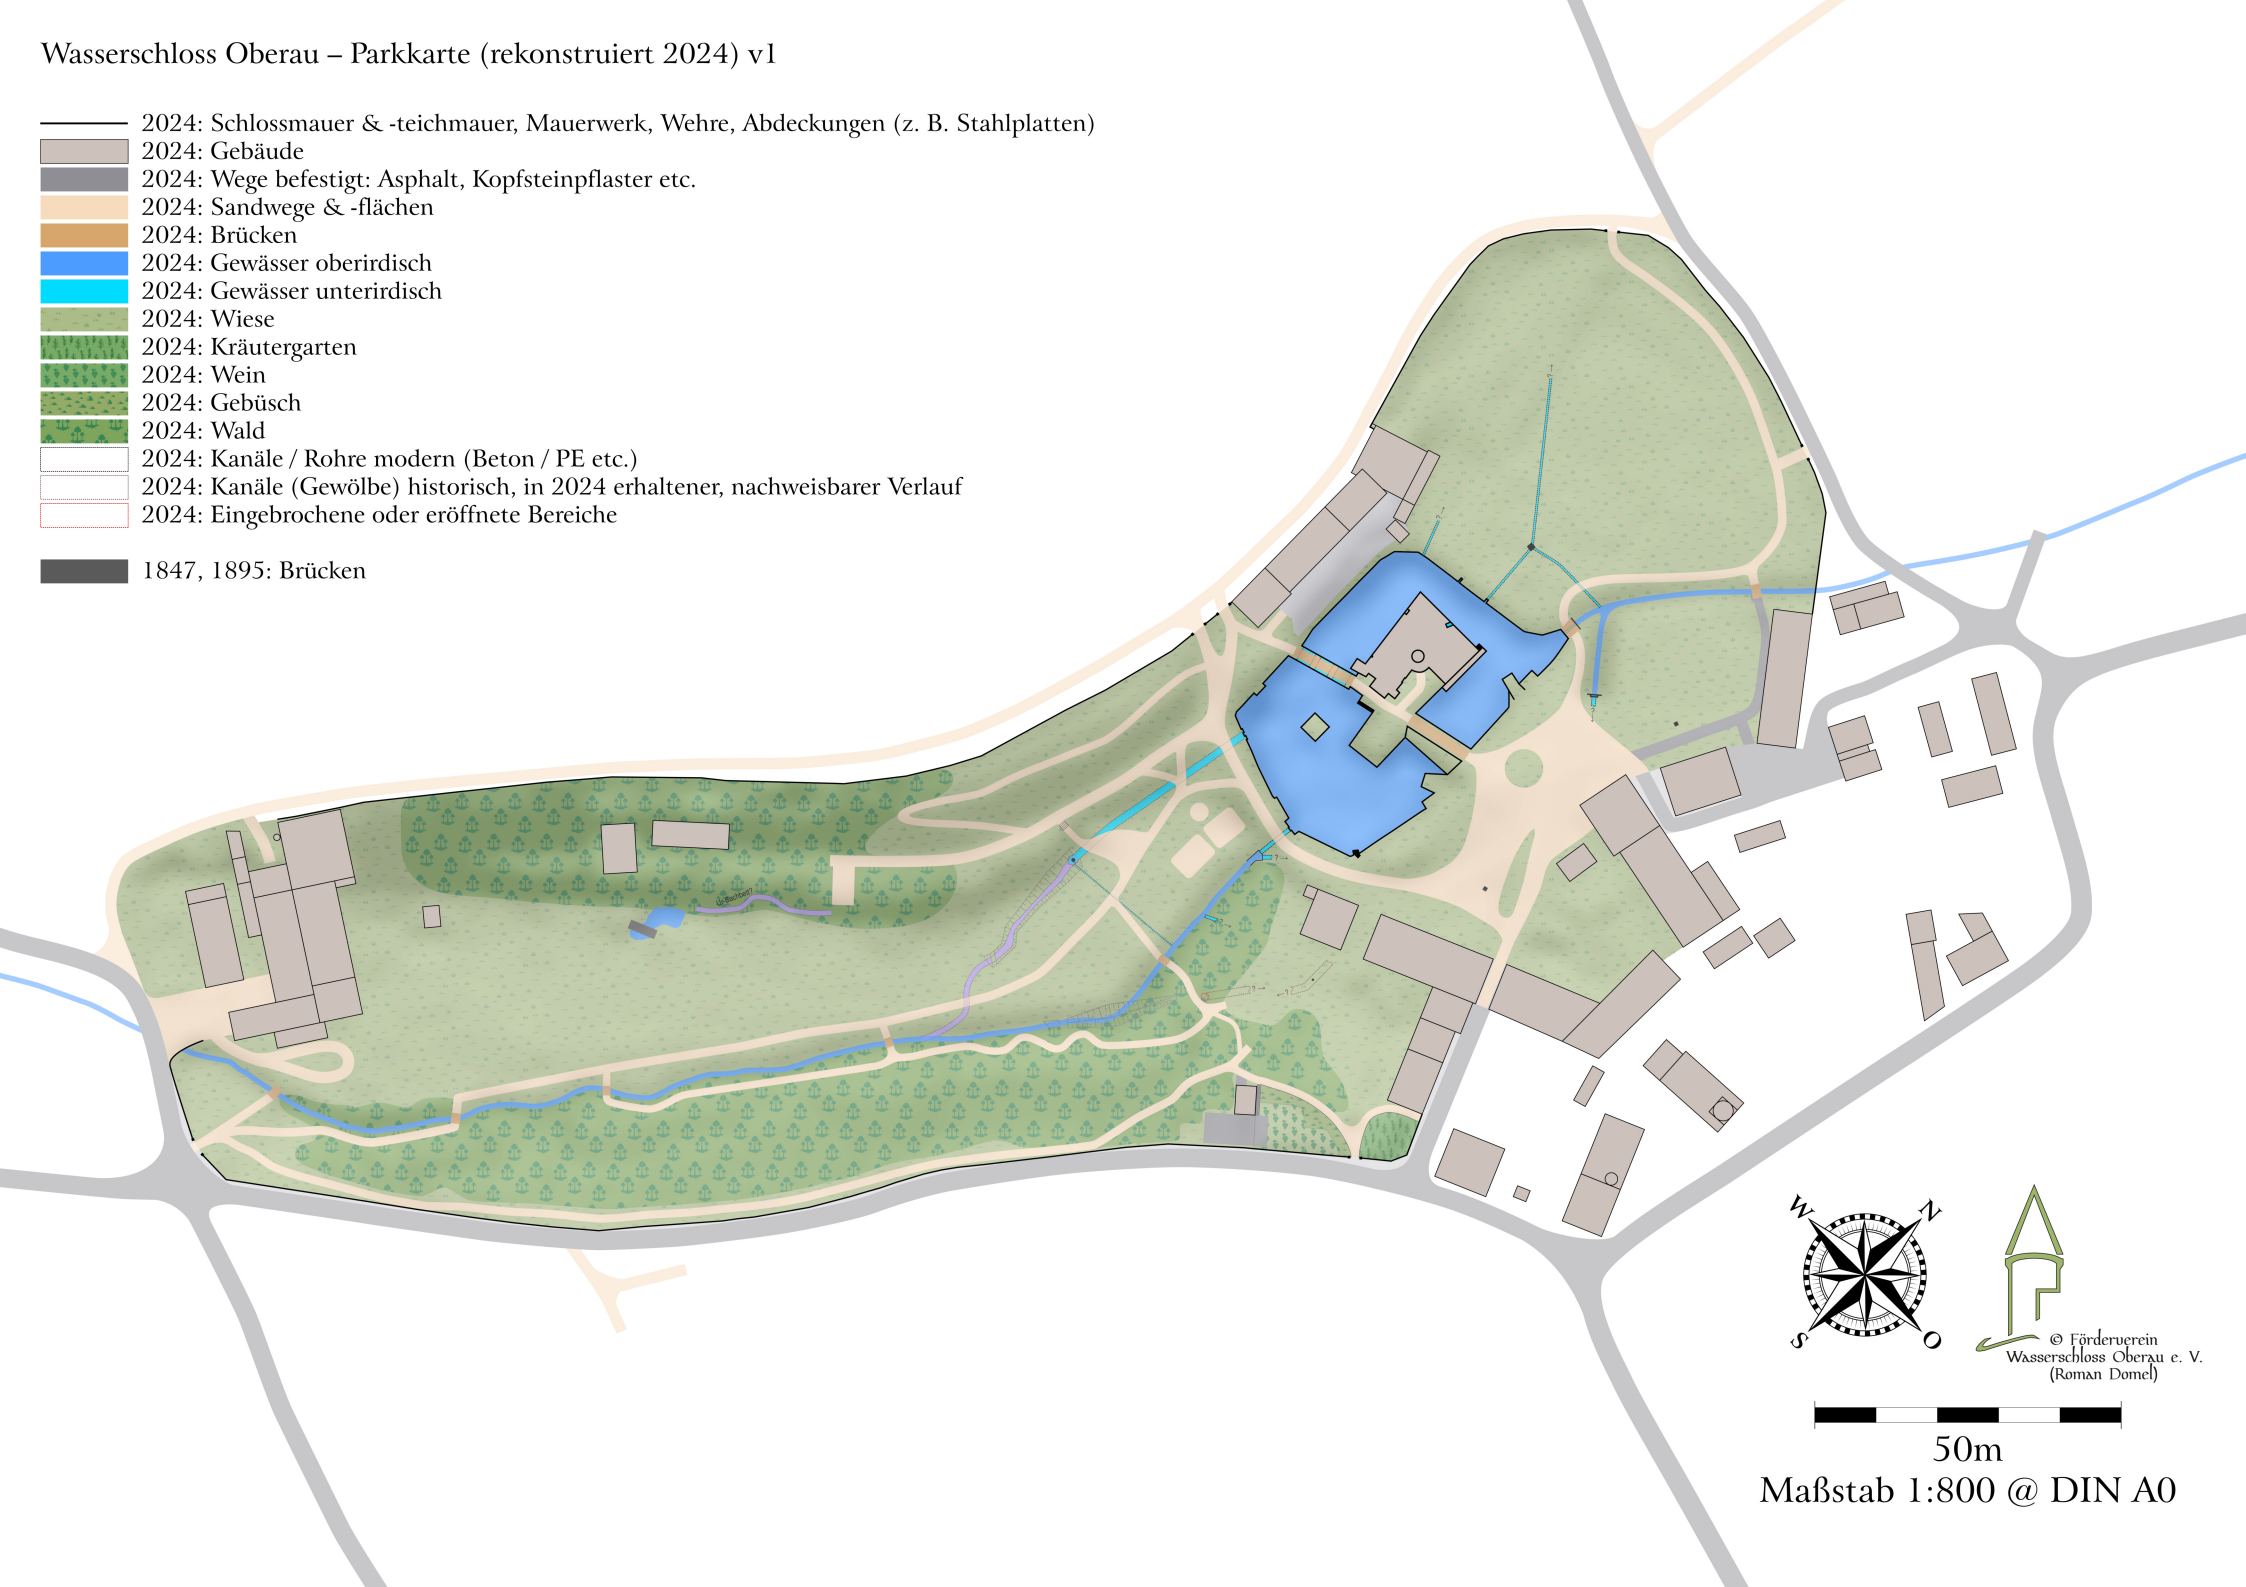 Wasserschloss Oberau – Parkkarte (rekonstruiert 2024) v1
2024: Schlossmauer & -teichmauer, Mauerwerk, Wehre, Abdeckungen (z. B. Stahlplatten)
2024: Gebäude
2024: Wege befestigt: Asphalt, Kopfsteinpflaster etc.
2024: Sandwege & -flächen
2024: Brücken
2024: Gewässer oberirdisch
2024: Gewässer unterirdisch
2024: Wiese
2024: Kräutergarten
2024: Wein
2024: Gebüsch
2024: Wald
2024: Kanäle / Rohre modern (Beton / PE etc.)
2024: Kanäle (Gewölbe) historisch, in 2024 erhaltener, nachweisbarer Verlauf
2024: Eingebrochene oder eröffnete Bereiche
1847, 1895: Brücken
W
N
S
O
© Förderverein
Wasserschloss Oberau e. V.
(Roman Domel)
50m
Maßstab 1:800 @ DIN A0